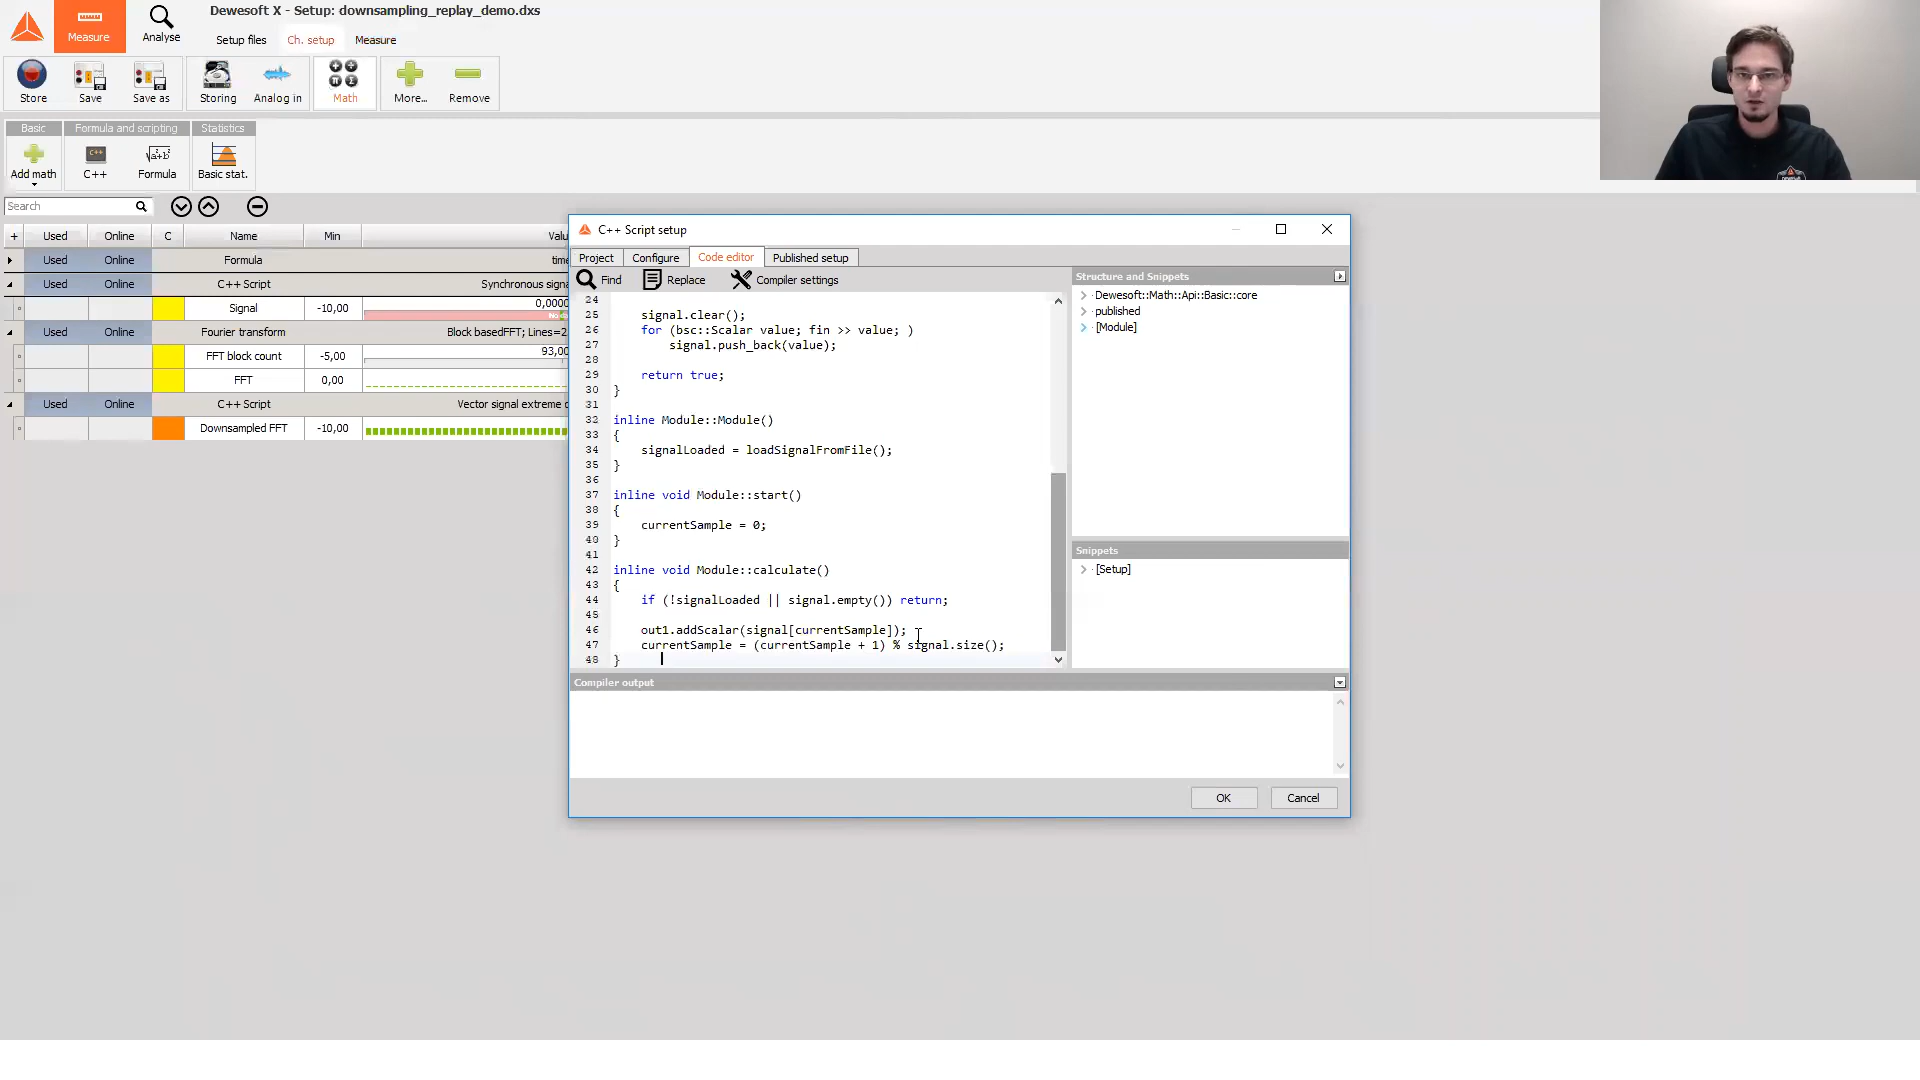 Dewesoft X - Setup: downsampling_replay_demo.dxs
Measure
Analyse
Setup files
Ch. setup
Measure
Store
Save
Save as
Storing
Analog in
Math
More...
Remove
Basic
Formula and scripting
Statistics
Add math
C++
Formula
Basic stat.
Search
+ Used Online C Name Min Valu
Used Online Formula time
Used Online C++ Script Synchronous signa
Signal -10,00 0,0000
Used Online Fourier transform Block basedFFT; Lines=2
FFT block count -5,00 93,00
FFT 0,00
Used Online C++ Script Vector signal extreme d
Downsampled FFT -10,00
C++ Script setup
Project
Configure
Code editor
Published setup
Find
Replace
Compiler settings
24
25 signal.clear();
26 for (bsc::Scalar value; fin >> value; )
27 signal.push_back(value);
28
29 return true;
30 }
31
32 inline Module::Module()
33 {
34 signalLoaded = loadSignalFromFile();
35 }
36
37 inline void Module::start()
38 {
39 currentSample = 0;
40 }
41
42 inline void Module::calculate()
43 {
44 if (!signalLoaded || signal.empty()) return;
45
46 out1.addScalar(signal[currentSample]);
47 currentSample = (currentSample + 1) % signal.size();
48 }
Structure and Snippets
Dewesoft::Math::Api::Basic::core
published
[Module]
Snippets
[Setup]
Compiler output
OK
Cancel